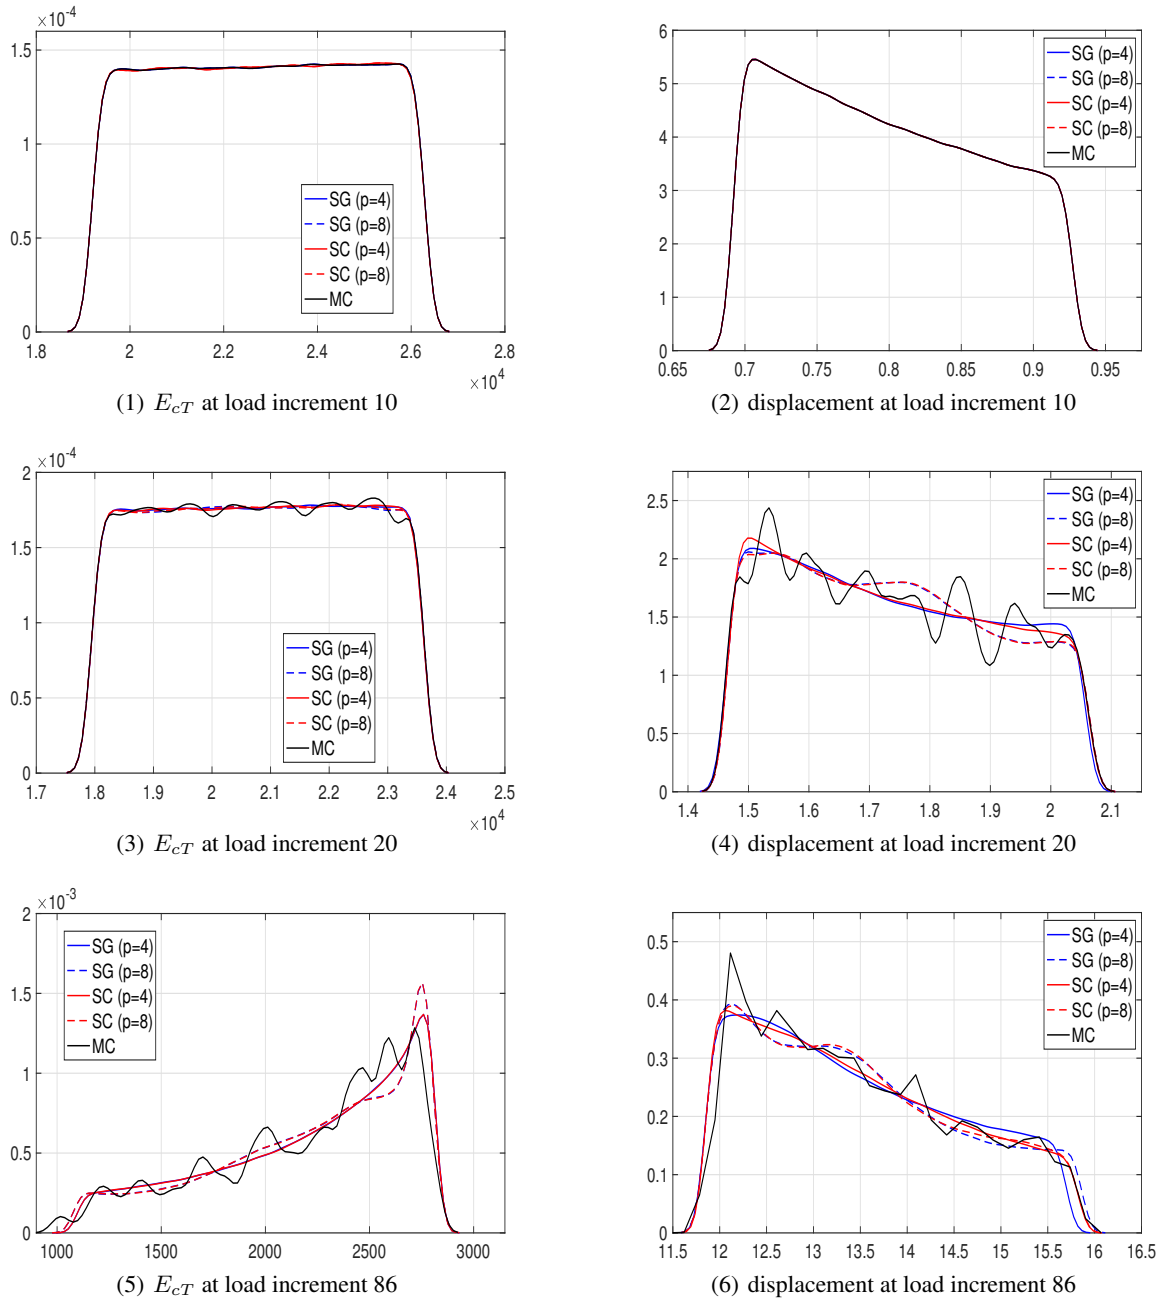 ×10⁻⁴
1.5
1
0.5
0
SG (p=4)
SG (p=8)
SC (p=4)
SC (p=8)
MC
1.8 2 2.2 2.4 2.6 2.8
×10⁴
(1) E_cT at load increment 10
6
5
4
3
2
1
0
SG (p=4)
SG (p=8)
SC (p=4)
SC (p=8)
MC
0.65 0.7 0.75 0.8 0.85 0.9 0.95
(2) displacement at load increment 10
×10⁻⁴
2
1.5
1
0.5
0
SG (p=4)
SG (p=8)
SC (p=4)
SC (p=8)
MC
1.7 1.8 1.9 2 2.1 2.2 2.3 2.4 2.5
×10⁴
(3) E_cT at load increment 20
2.5
2
1.5
1
0.5
0
SG (p=4)
SG (p=8)
SC (p=4)
SC (p=8)
MC
1.4 1.5 1.6 1.7 1.8 1.9 2 2.1
(4) displacement at load increment 20
×10⁻³
2
1.5
1
0.5
0
SG (p=4)
SG (p=8)
SC (p=4)
SC (p=8)
MC
1000 1500 2000 2500 3000
(5) E_cT at load increment 86
0.5
0.4
0.3
0.2
0.1
0
SG (p=4)
SG (p=8)
SC (p=4)
SC (p=8)
MC
11.5 12 12.5 13 13.5 14 14.5 15 15.5 16 16.5
(6) displacement at load increment 86